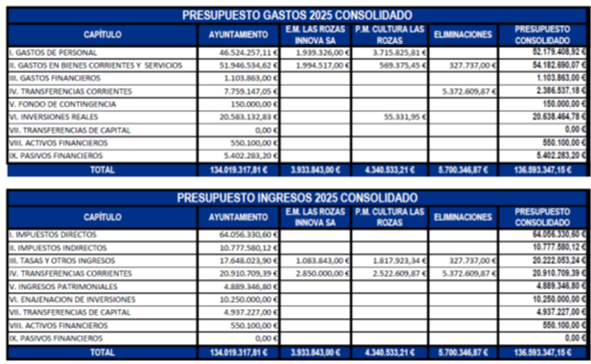 PRESUPUESTO GASTOS 2025 CONSOLIDADO
CAPÍTULO AYUNTAMIENTO E.M. LAS ROZAS INNOVA SA P.M. CULTURA LAS ROZAS ELIMINACIONES PRESUPUESTO CONSOLIDADO
I. GASTOS DE PERSONAL 46.524.257,11 € 1.939.326,00 € 3.715.825,81 € 52.179.408,92 €
II. GASTOS EN BIENES CORRIENTES Y SERVICIOS 51.946.534,62 € 1.994.517,00 € 569.375,45 € 327.737,00 € 54.182.690,07 €
III. GASTOS FINANCIEROS 1.103.863,00 € 1.103.863,00 €
IV. TRANSFERENCIAS CORRIENTES 7.759.147,05 € 5.372.609,87 € 2.386.537,18 €
V. FONDO DE CONTINGENCIA 150.000,00 € 150.000,00 €
VI. INVERSIONES REALES 20.583.132,83 € 55.331,95 € 20.638.464,78 €
VII. TRANSFERENCIAS DE CAPITAL 0,00 € 0,00 €
VIII. ACTIVOS FINANCIEROS 550.100,00 € 550.100,00 €
IX. PASIVOS FINANCIEROS 5.402.283,20 € 5.402.283,20 €
TOTAL 134.019.317,81 € 3.933.843,00 € 4.340.533,21 € 5.700.346,87 € 136.593.347,15 €
PRESUPUESTO INGRESOS 2025 CONSOLIDADO
CAPÍTULO AYUNTAMIENTO E.M. LAS ROZAS INNOVA SA P.M. CULTURA LAS ROZAS ELIMINACIONES PRESUPUESTO CONSOLIDADO
I. IMPUESTOS DIRECTOS 64.056.330,60 € 64.056.330,60 €
II. IMPUESTOS INDIRECTOS 10.777.580,12 € 10.777.580,12 €
III. TASAS Y OTROS INGRESOS 17.648.023,90 € 1.083.843,00 € 1.817.923,34 € 327.737,00 € 20.222.053,24 €
IV. TRANSFERENCIAS CORRIENTES 20.910.709,39 € 2.850.000,00 € 2.522.609,87 € 5.372.609,87 € 20.910.709,39 €
V. INGRESOS PATRIMONIALES 4.889.346,80 € 4.889.346,80 €
VI. ENAJENACION DE INVERSIONES 10.250.000,00 € 10.250.000,00 €
VII. TRANSFERENCIAS DE CAPITAL 4.937.227,00 € 4.937.227,00 €
VIII. ACTIVOS FINANCIEROS 550.100,00 € 550.100,00 €
IX. PASIVOS FINANCIEROS 0,00 € 0,00 €
TOTAL 134.019.317,81 € 3.933.843,00 € 4.340.533,21 € 5.700.346,87 € 136.593.347,15 €